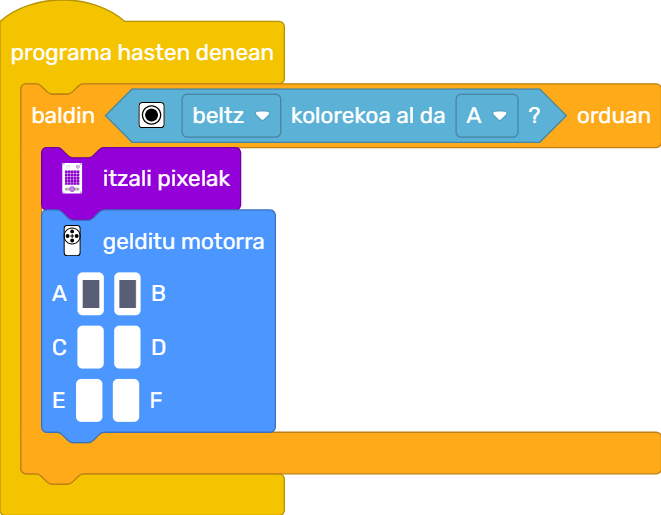 programa hasten denean
baldin beltz kolorekoa al da A ? orduan
itzali pixelak
gelditu motorra
A B
C D
E F